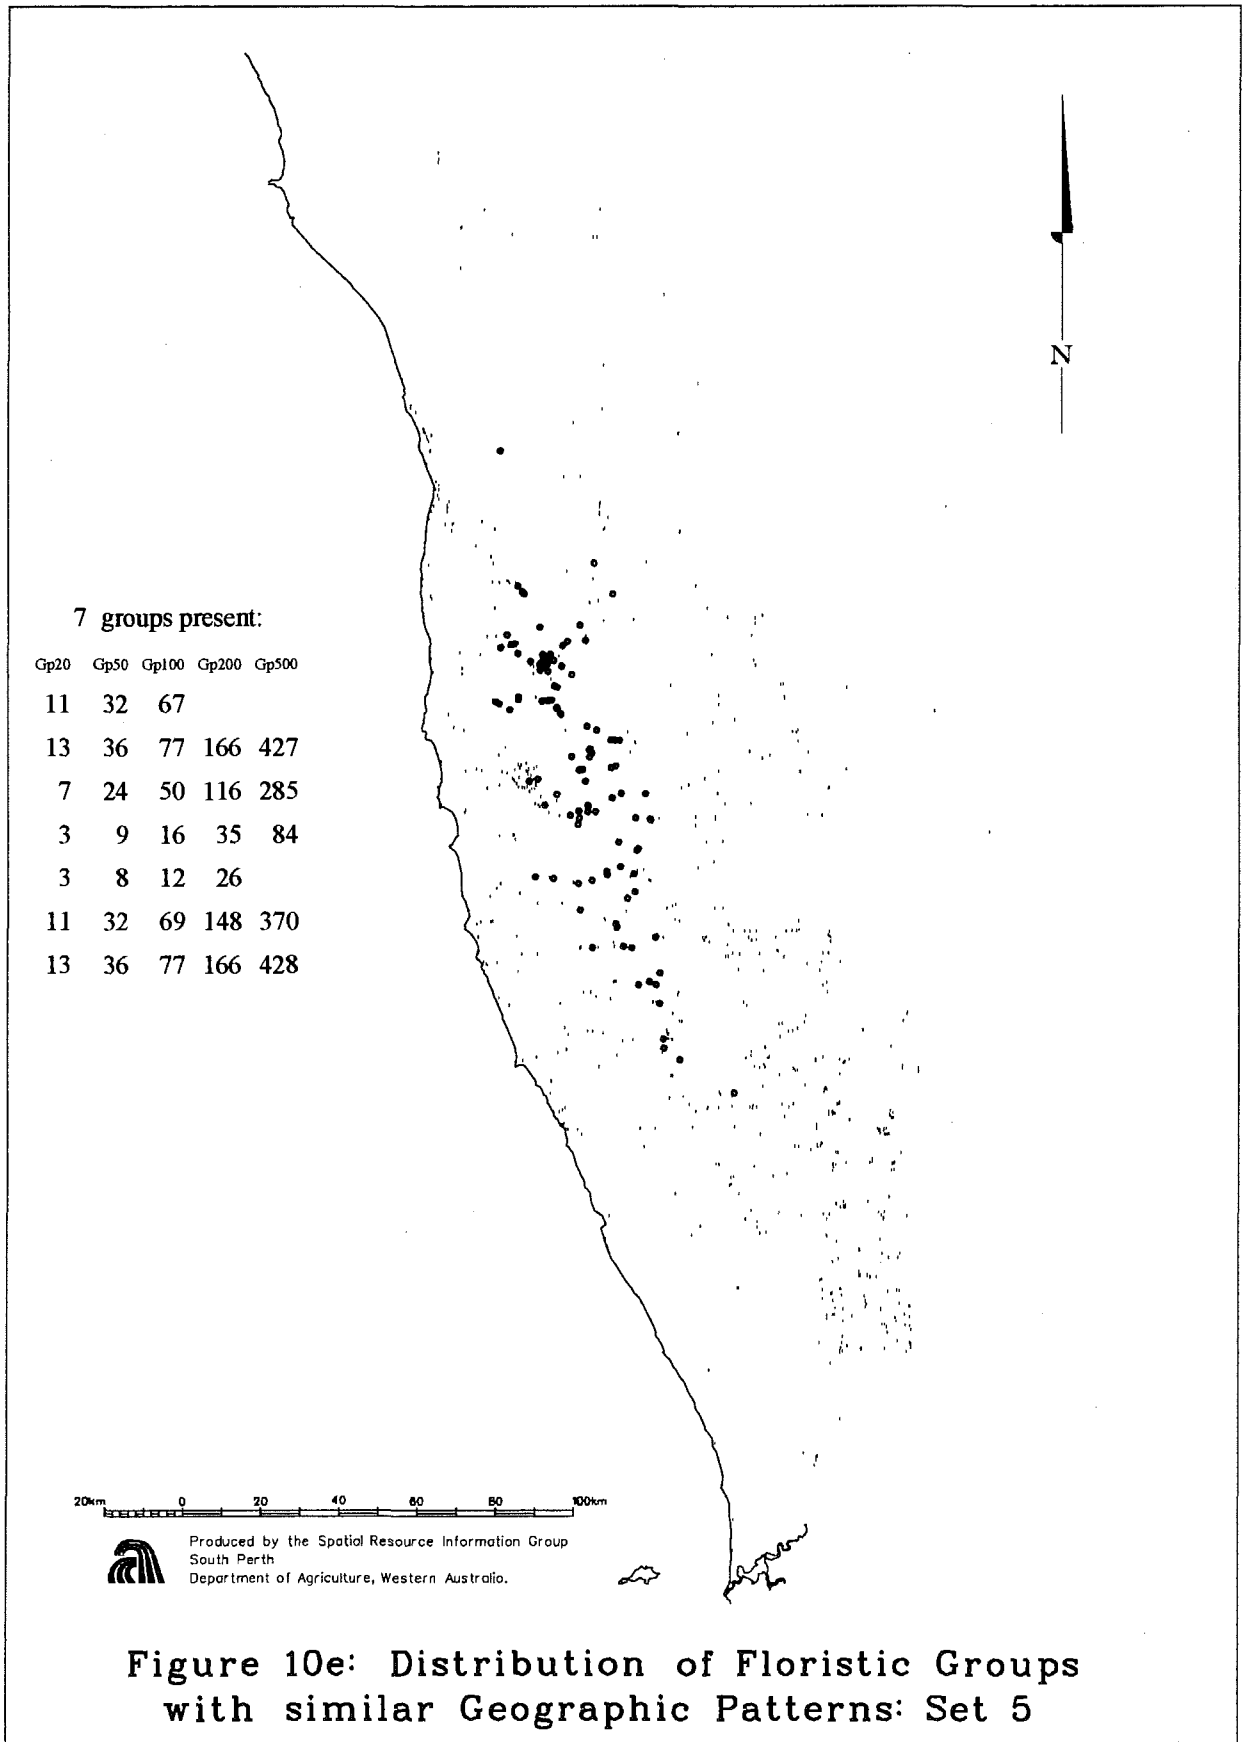 N
7 groups present:
Gp20 Gp50 Gp100 Gp200 Gp500
11 32 67
13 36 77 166 427
7 24 50 116 285
3 9 16 35 84
3 8 12 26
11 32 69 148 370
13 36 77 166 428
20km 0 20 40 60 80 100km
Produced by the Spatial Resource Information Group
South Perth
Department of Agriculture, Western Australia.
Figure 10e: Distribution of Floristic Groups
with similar Geographic Patterns: Set 5